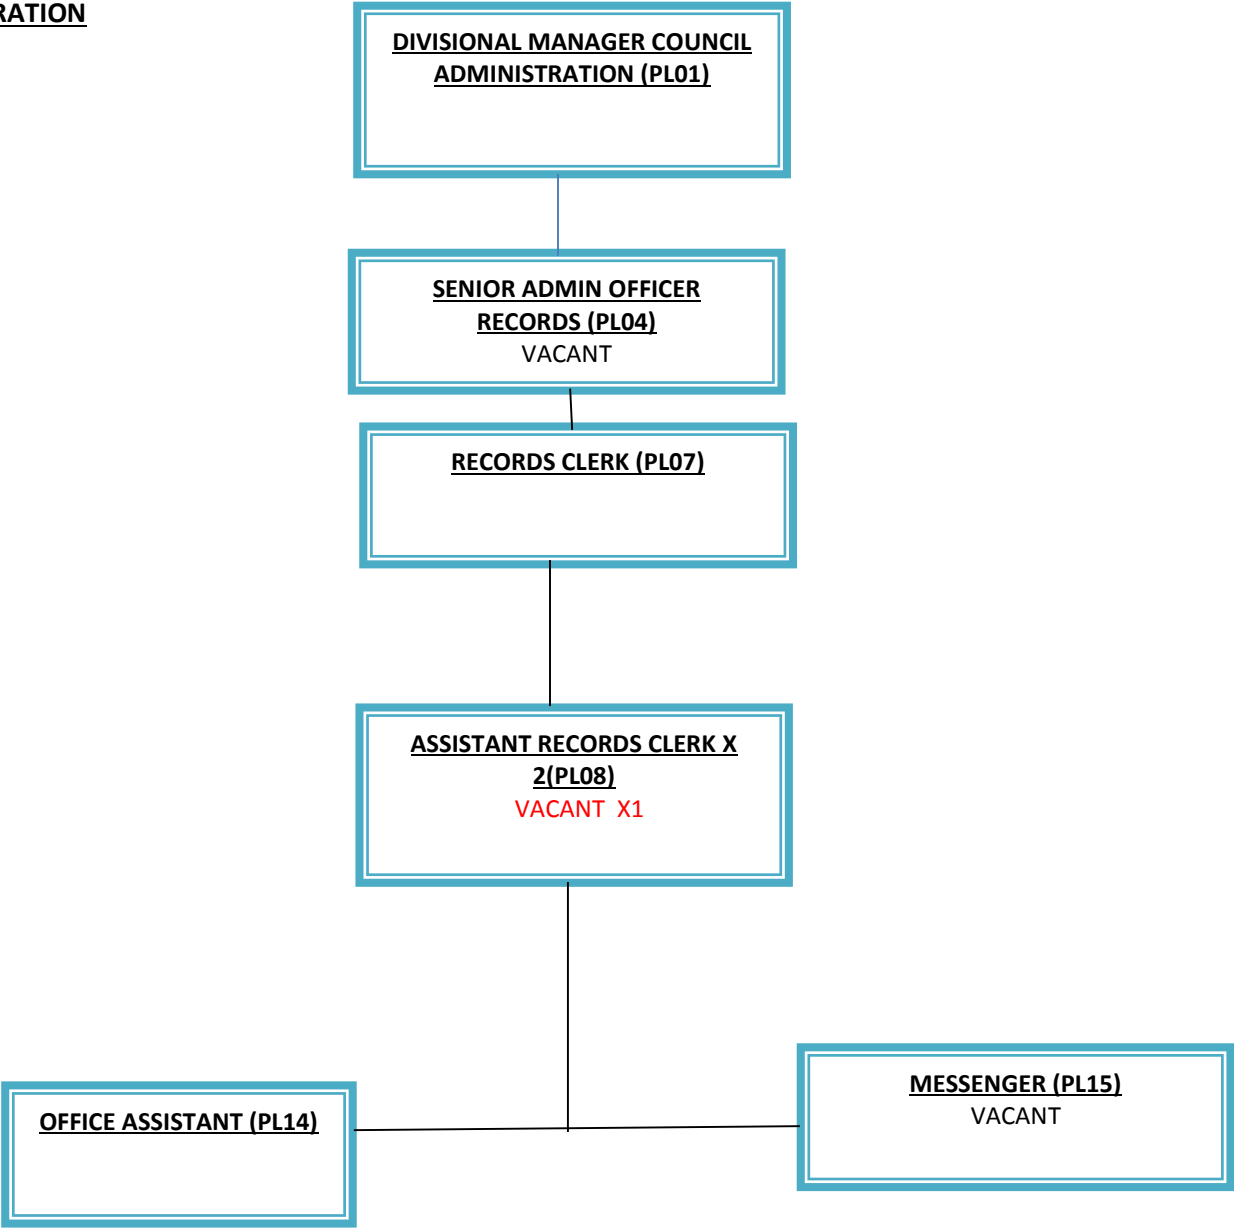 DIVISIONAL MANAGER COUNCIL
ADMINISTRATION (PL01)
SENIOR ADMIN OFFICER
RECORDS (PL04)
VACANT
RECORDS CLERK (PL07)
ASSISTANT RECORDS CLERK X
2(PL08)
VACANT X1
MESSENGER (PL15)
VACANT
OFFICE ASSISTANT (PL14)